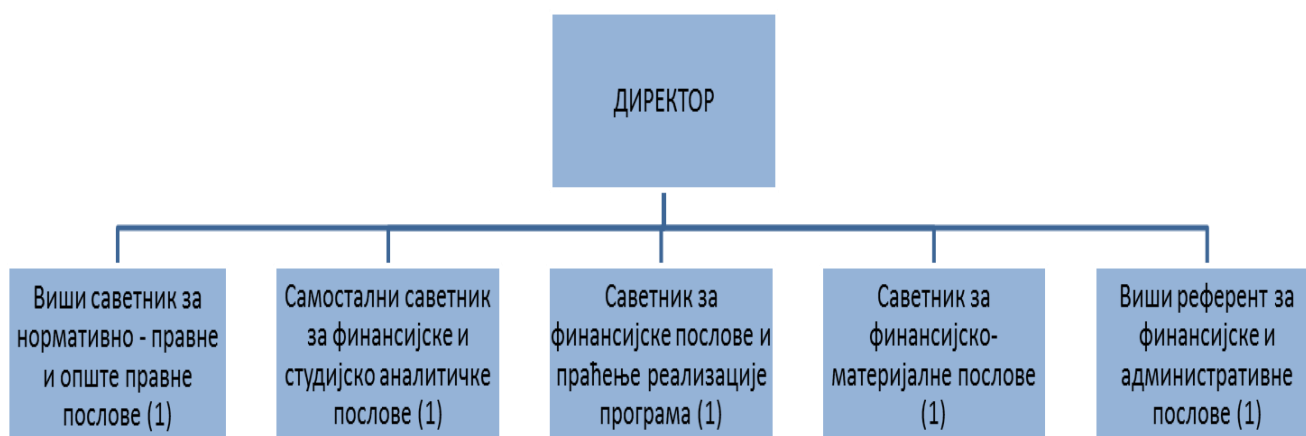 ДИРЕКТОР
Виши саветник за
нормативно - правне
и опште правне
послове (1)
Самостални саветник
за финансијске и
студијско аналитичке
послове (1)
Саветник за
финансијске послове и
праћење реализације
програма (1)
Саветник за
финансијско-
материјалне послове
(1)
Виши референт за
финансијске и
административне
послове (1)